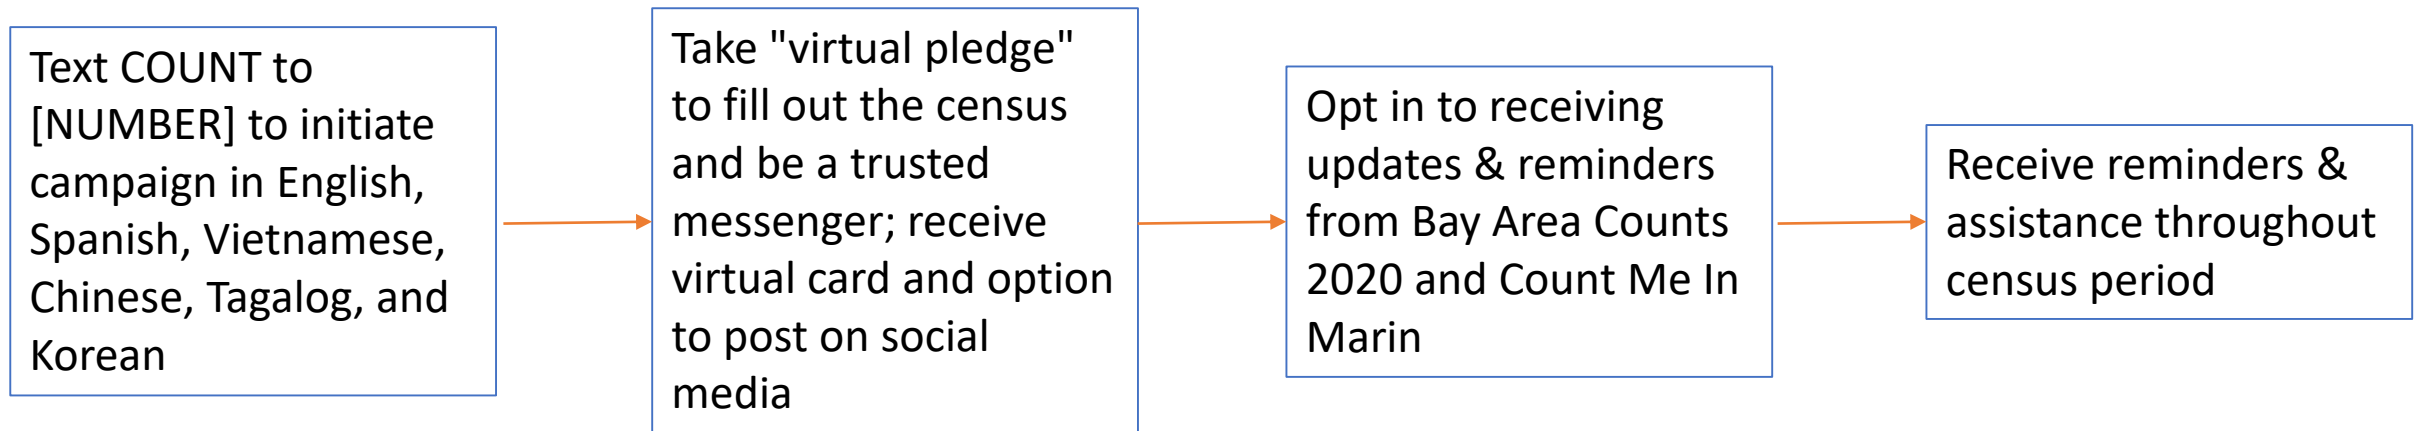 Text COUNT to
[NUMBER] to initiate
campaign in English,
Spanish, Vietnamese,
Chinese, Tagalog, and
Korean
Take "virtual pledge"
to fill out the census
and be a trusted
messenger; receive
virtual card and option
to post on social
media
Opt in to receiving
updates & reminders
from Bay Area Counts
2020 and Count Me In
Marin
Receive reminders &
assistance throughout
census period